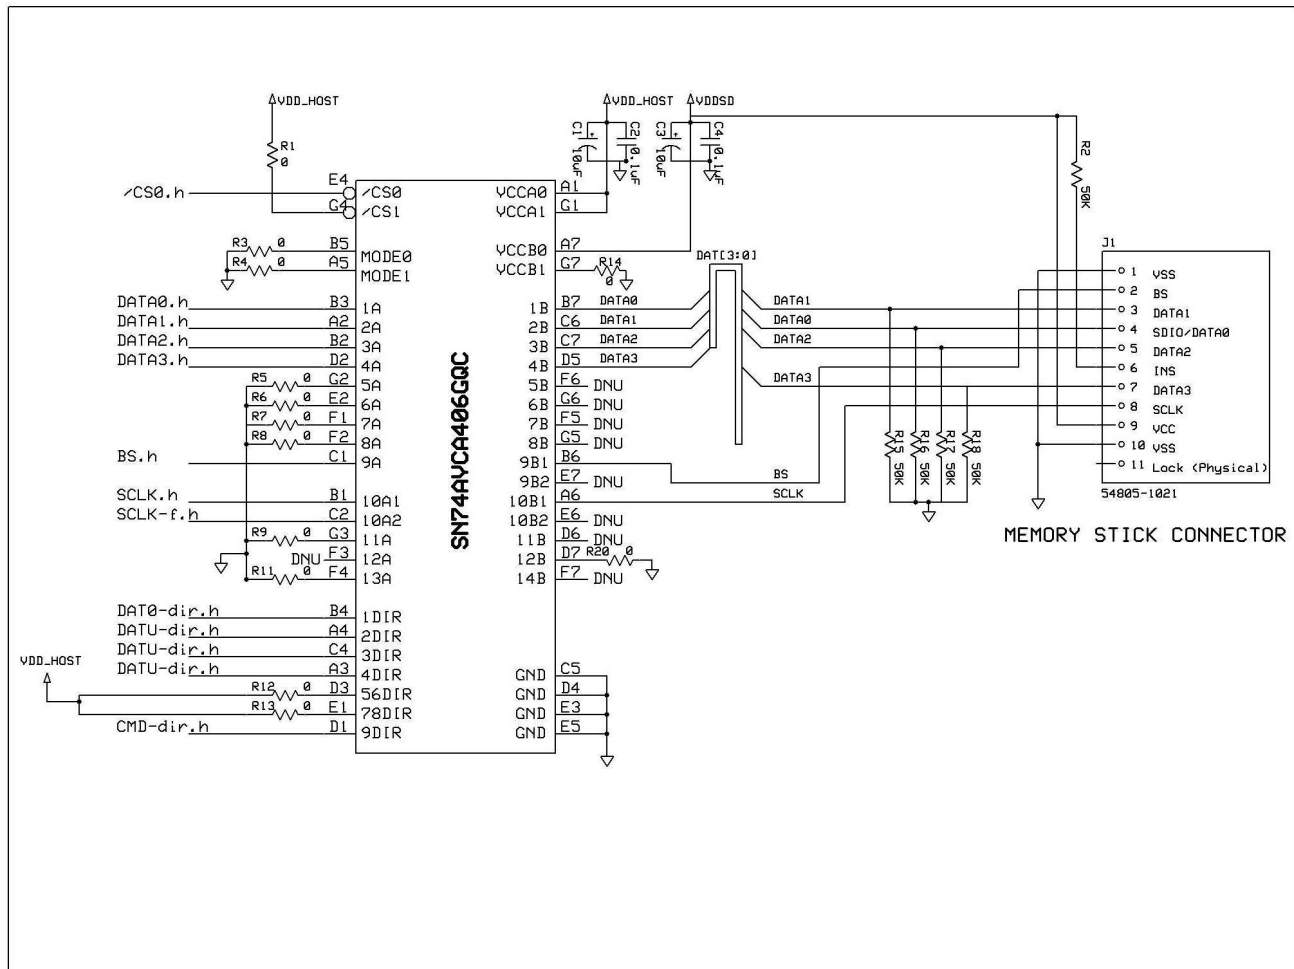 VDD_HOST
R1
0
/CS0.h
E4
/CS0
G4
/CS1
R3 0
B5
MODE0
R4 0
A5
MODE1
DATA0.h
B3
1A
DATA1.h
A2
2A
DATA2.h
B2
3A
DATA3.h
D2
4A
R5 0
G2
5A
R6 0
E2
6A
R7 0
F1
7A
R8 0
F2
8A
BS.h
C1
9A
SCLK.h
B1
10A1
SCLK-f.h
C2
10A2
R9 0
G3
11A
DNU
F3
12A
R11 0
F4
13A
DAT0-dir.h
B4
1DIR
DATU-dir.h
A4
2DIR
DATU-dir.h
C4
3DIR
DATU-dir.h
A3
4DIR
VDD_HOST
R12 0
D3
56DIR
R13 0
E1
78DIR
CMD-dir.h
D1
9DIR
SN74AVCA406GQC
VDD_HOST
VDDSD
C1
10uF
C2
0.1uF
C3
10uF
C4
0.1uF
VCCA0
A1
VCCA1
G1
VCCB0
A7
VCCB1
G7
R14
0
1B
B7
DATA0
2B
C6
DATA1
3B
C7
DATA2
4B
D5
DATA3
5B
F6
DNU
6B
G6
DNU
7B
F5
DNU
8B
G5
DNU
9B1
B6
BS
9B2
E7
DNU
10B1
A6
SCLK
10B2
E6
DNU
11B
D6
DNU
12B
D7
R20 0
14B
F7
DNU
GND
C5
GND
D4
GND
E3
GND
E5
DAT[3:0]
DATA1
DATA0
DATA2
DATA3
R15
50K
R16
50K
R17
50K
R18
50K
R2
50K
J1
1 VSS
2 BS
3 DATA1
4 SDIO/DATA0
5 DATA2
6 INS
7 DATA3
8 SCLK
9 VCC
10 VSS
11 Lock (Physical)
54805-1021
MEMORY STICK CONNECTOR